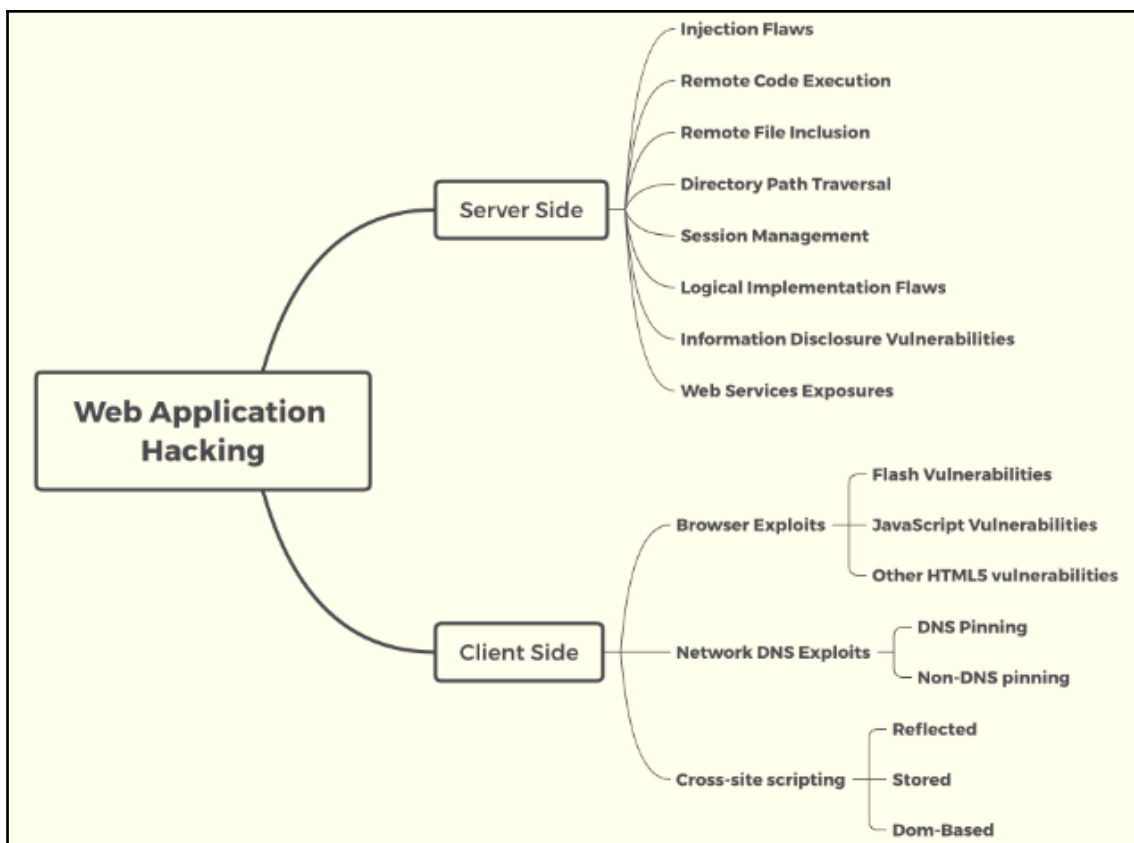 Injection Flaws
Remote Code Execution
Remote File Inclusion
Directory Path Traversal
Server Side
Session Management
Logical Implementation Flaws
Information Disclosure Vulnerabilities
Web Services Exposures
Web Application
Hacking
Flash Vulnerabilities
Browser Exploits
JavaScript Vulnerabilities
Other HTML5 vulnerabilities
DNS Pinning
Client Side
Network DNS Exploits
Non-DNS pinning
Reflected
Cross-site scripting
Stored
Dom-Based